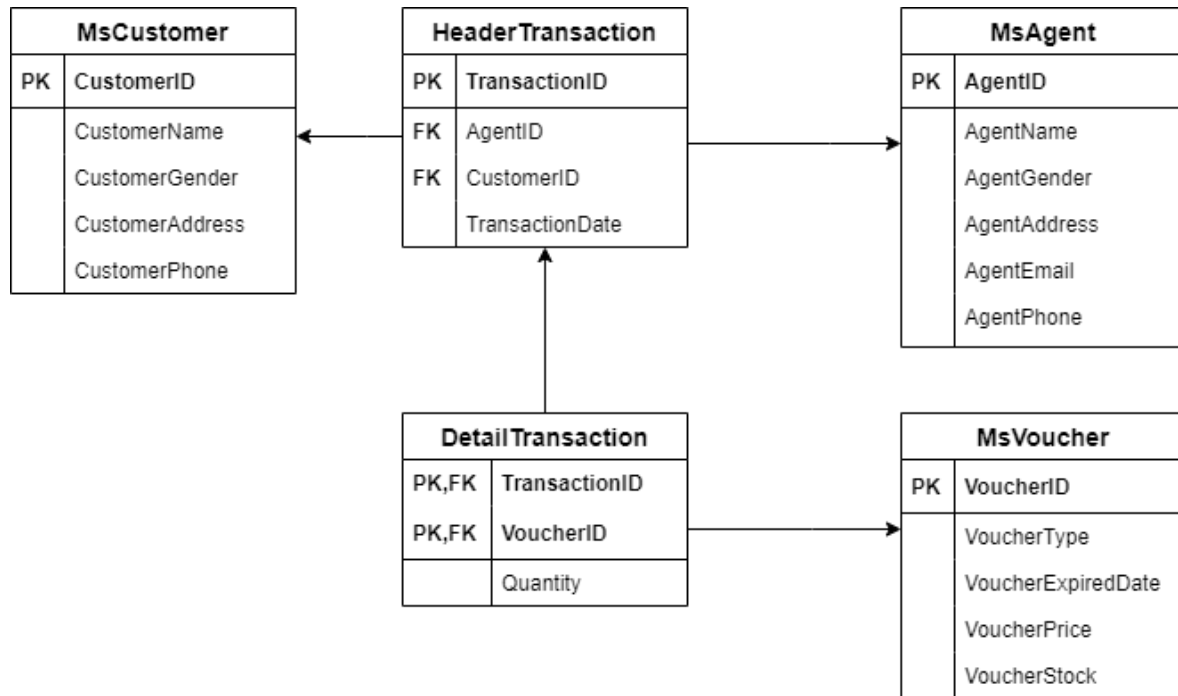 MsCustomer
PK CustomerID
CustomerName
CustomerGender
CustomerAddress
CustomerPhone
HeaderTransaction
PK TransactionID
FK AgentID
FK CustomerID
TransactionDate
MsAgent
PK AgentID
AgentName
AgentGender
AgentAddress
AgentEmail
AgentPhone
DetailTransaction
PK,FK TransactionID
PK,FK VoucherID
Quantity
MsVoucher
PK VoucherID
VoucherType
VoucherExpiredDate
VoucherPrice
VoucherStock